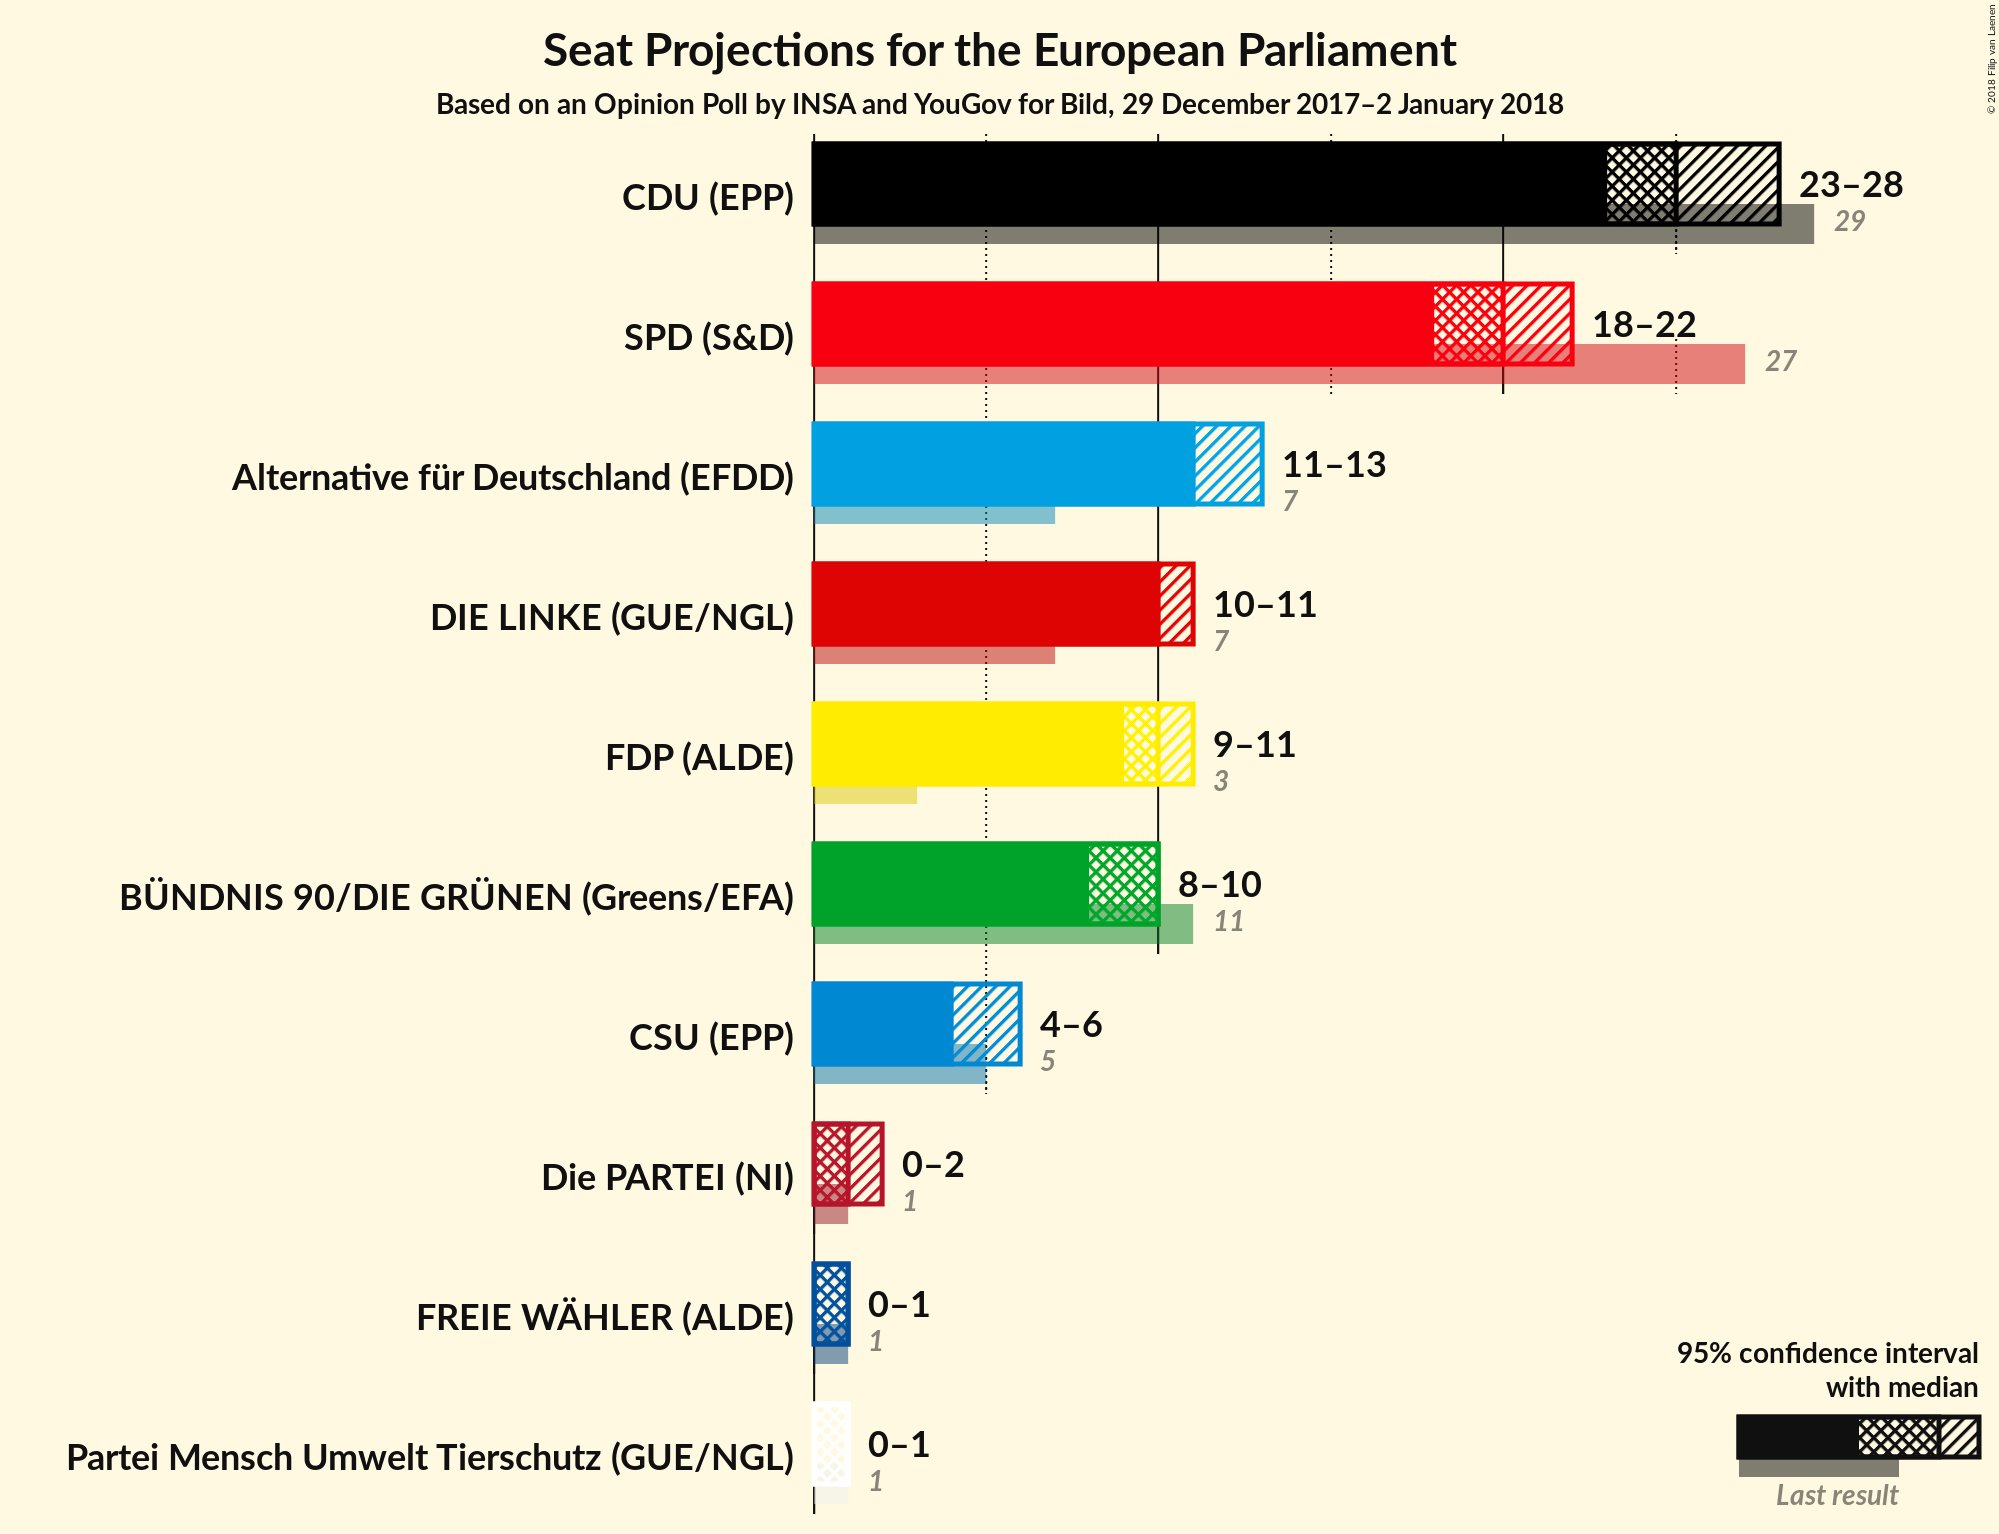 Seat Projections for the European Parliament
Based on an Opinion Poll by INSA and YouGov for Bild, 29 December 2017–2 January 2018
© 2018 Filip van Laenen
CDU (EPP)
23–28
29
SPD (S&D)
18–22
27
Alternative für Deutschland (EFDD)
11–13
7
DIE LINKE (GUE/NGL)
10–11
7
FDP (ALDE)
9–11
3
BÜNDNIS 90/DIE GRÜNEN (Greens/EFA)
8–10
11
CSU (EPP)
4–6
5
Die PARTEI (NI)
0–2
1
FREIE WÄHLER (ALDE)
0–1
1
Partei Mensch Umwelt Tierschutz (GUE/NGL)
0–1
1
95% confidence interval
with median
Last result